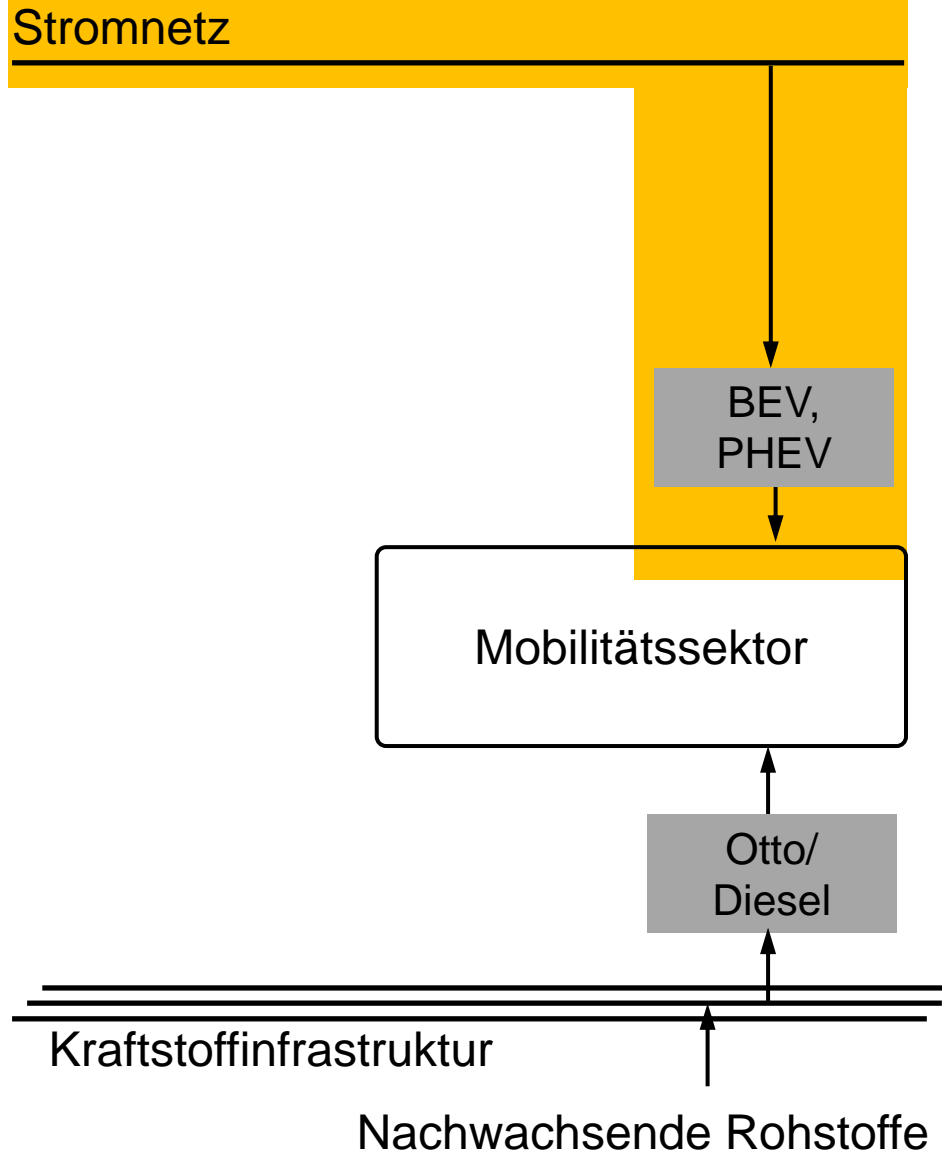 Stromnetz
BEV,
PHEV
Mobilitätssektor
Otto/
Diesel
Kraftstoffinfrastruktur
Nachwachsende Rohstoffe